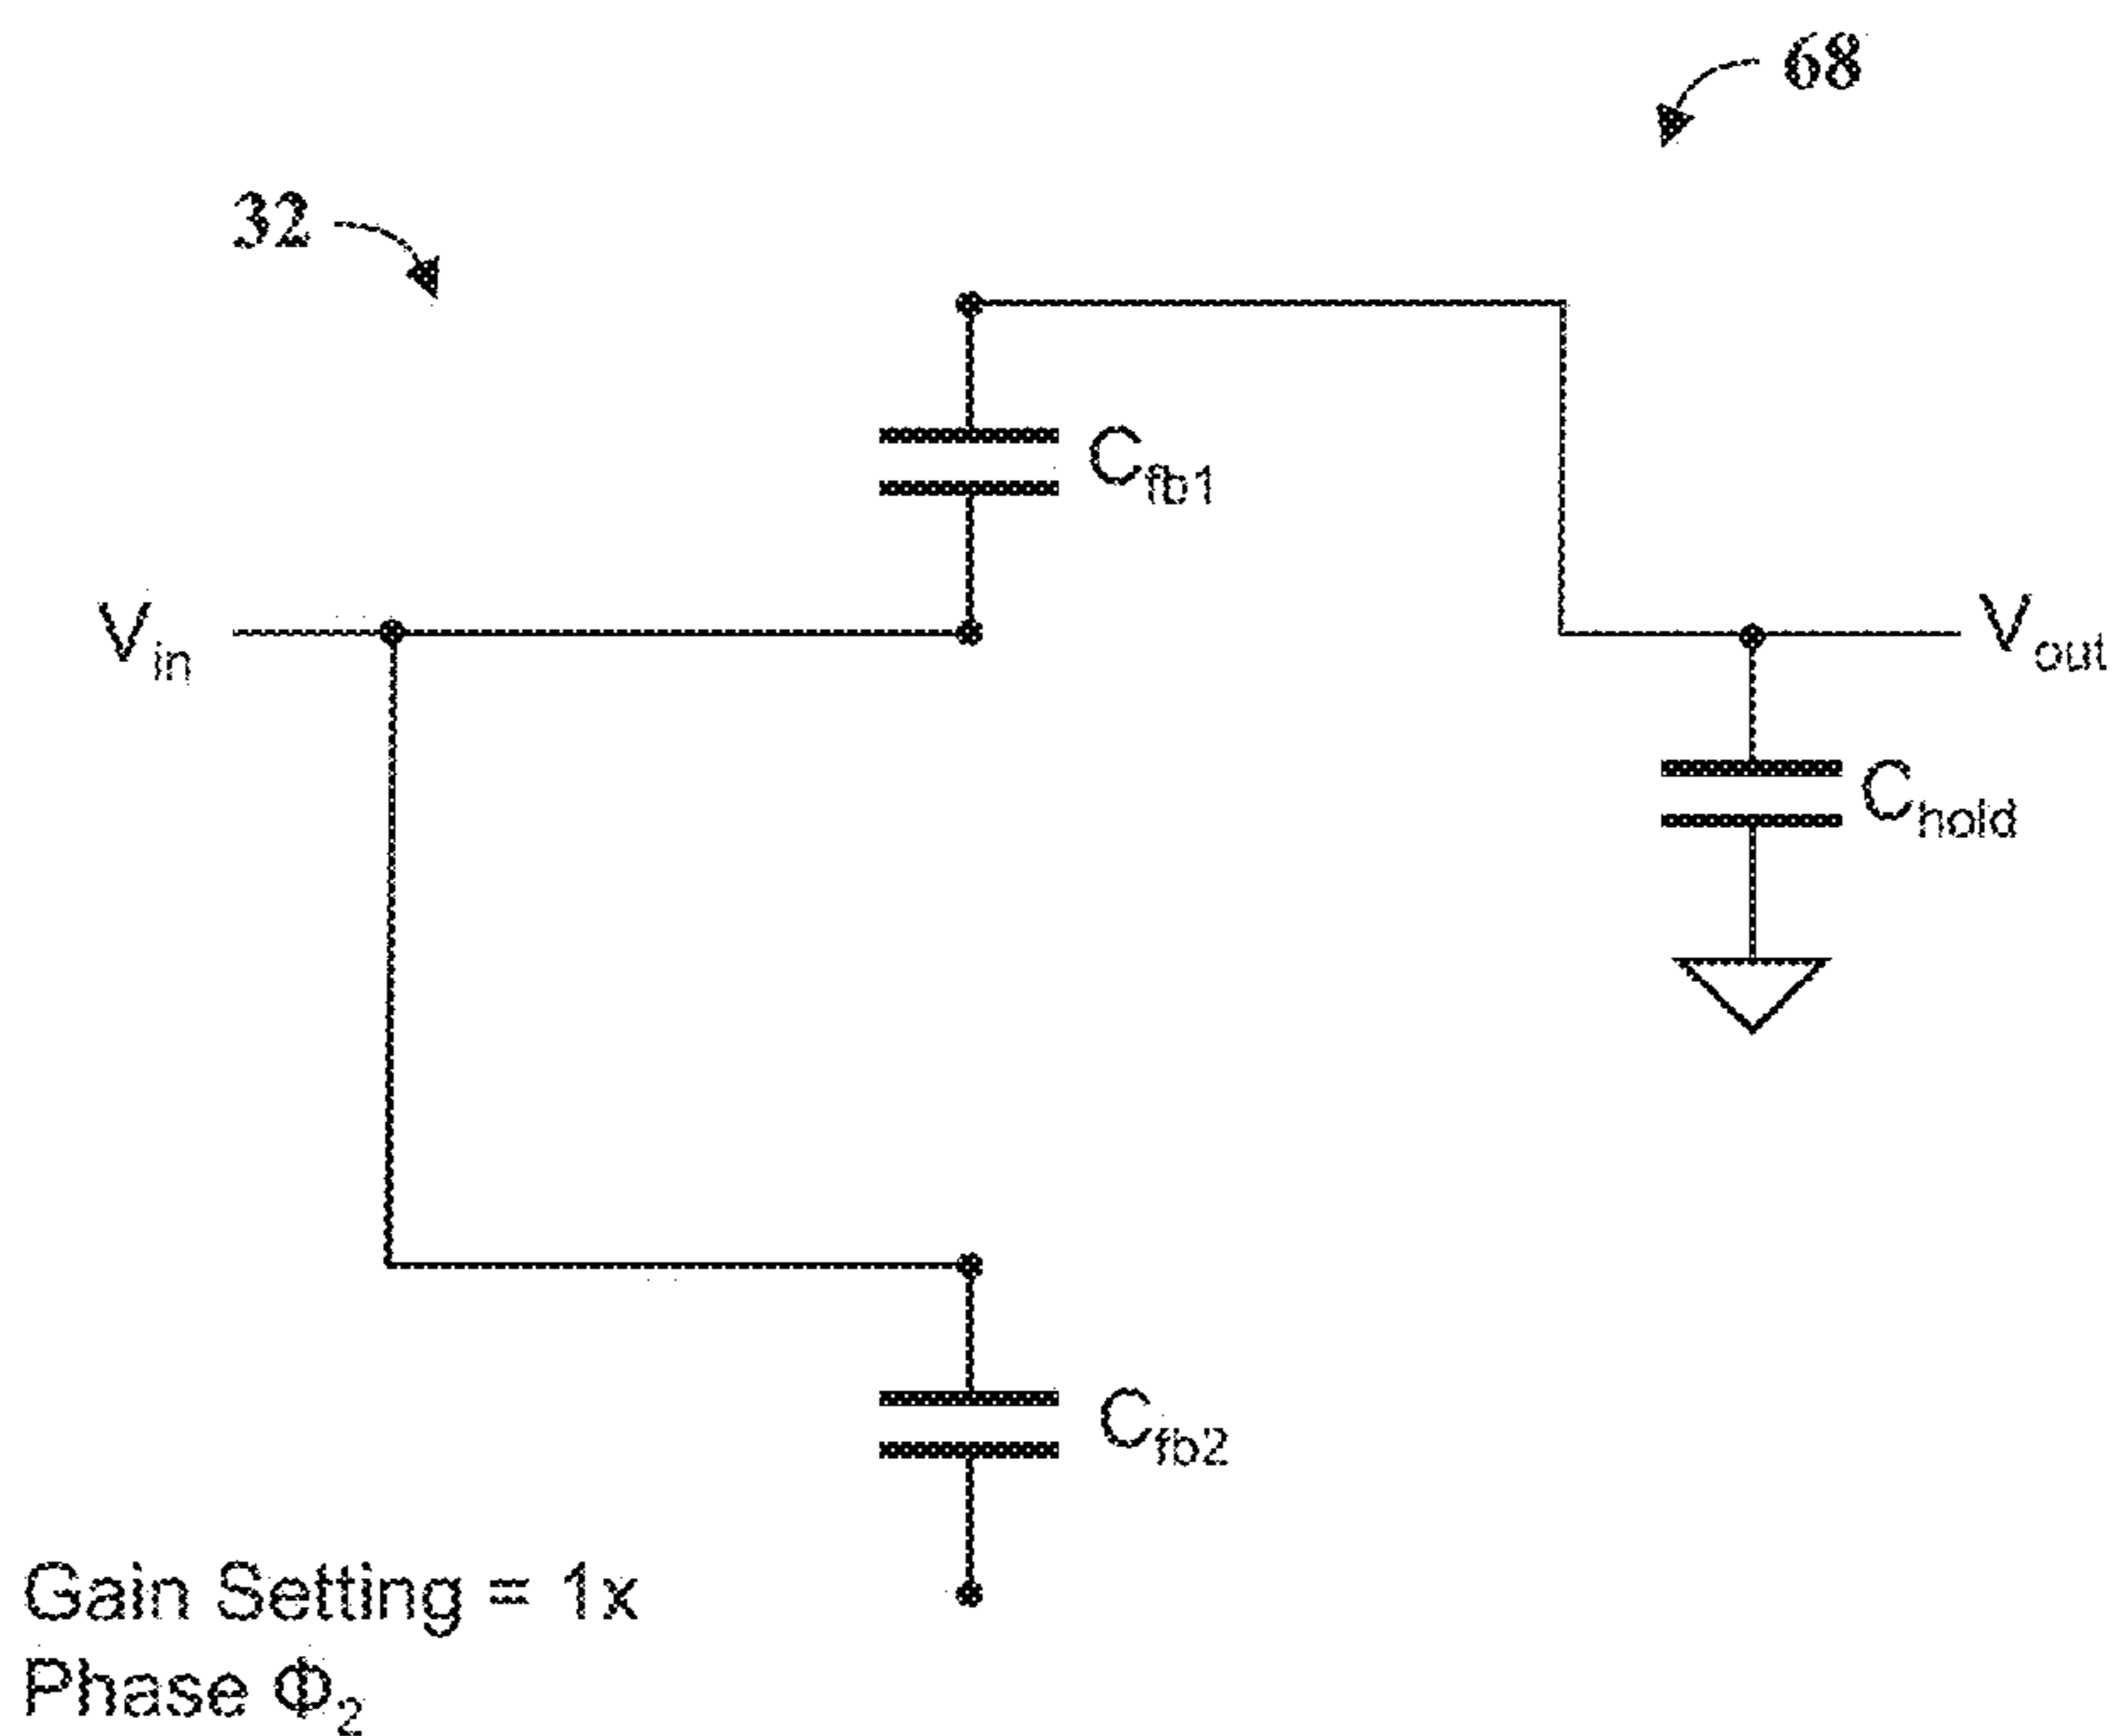 68
32
C_fb1
V_in
V_out
C_hold
C_fb2
Gain Setting = 1x
Phase Φ_2